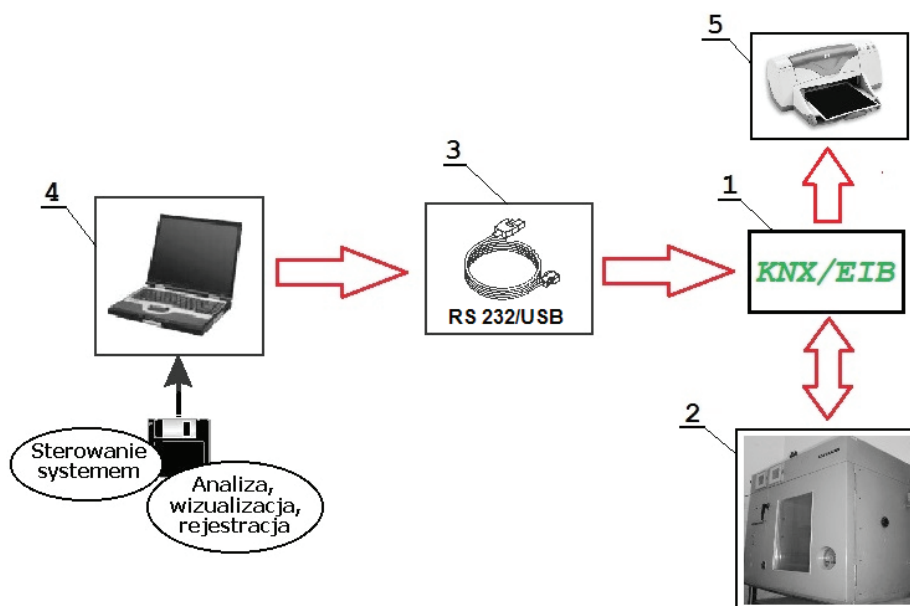 5
4
3
1
KNX/EIB
RS 232/USB
2
Sterowanie
systemem
Analiza,
wizualizacja,
rejestracja